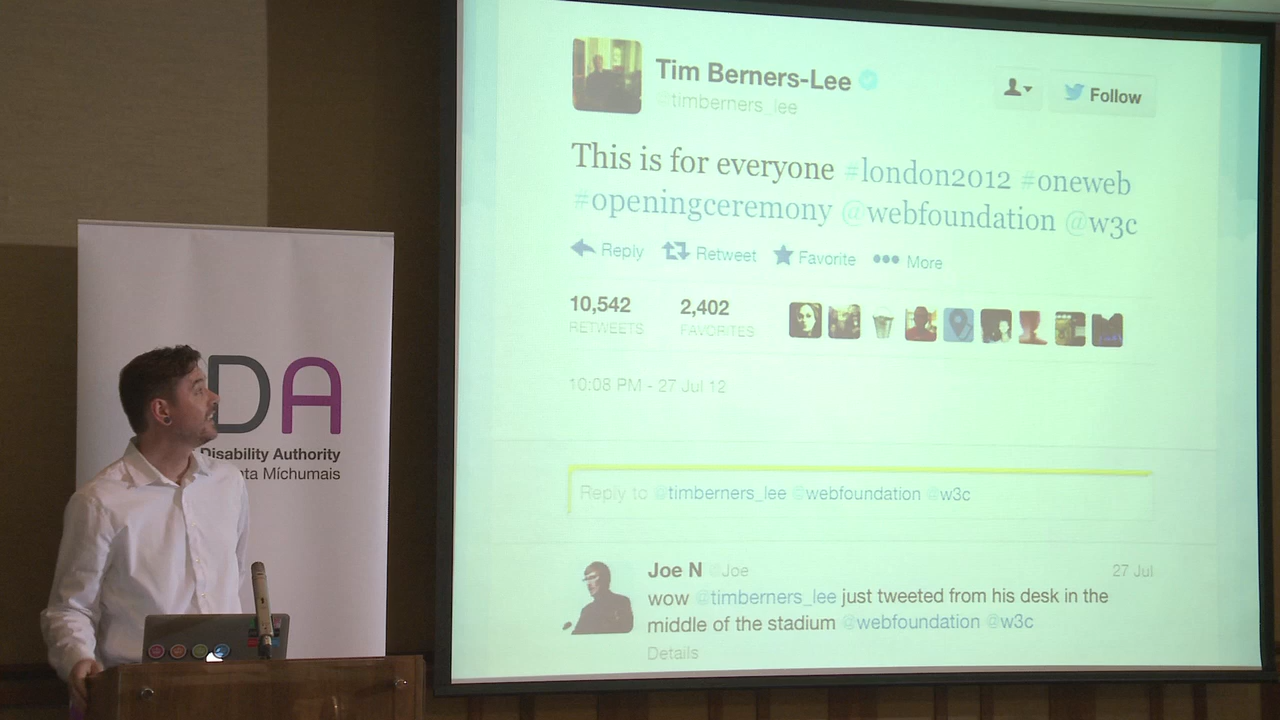 Tim Berners-Lee
@timberners_lee
Follow
This is for everyone #london2012 #oneweb
#openingceremony @webfoundation @w3c
Reply Retweet Favorite More
10,542 2,402
RETWEETS FAVORITES
10:08 PM - 27 Jul 12
Reply to @timberners_lee @webfoundation @w3c
Joe N @Joe 27 Jul
wow @timberners_lee just tweeted from his desk in the
middle of the stadium @webfoundation @w3c
Details
DA
Disability Authority
Míchumais